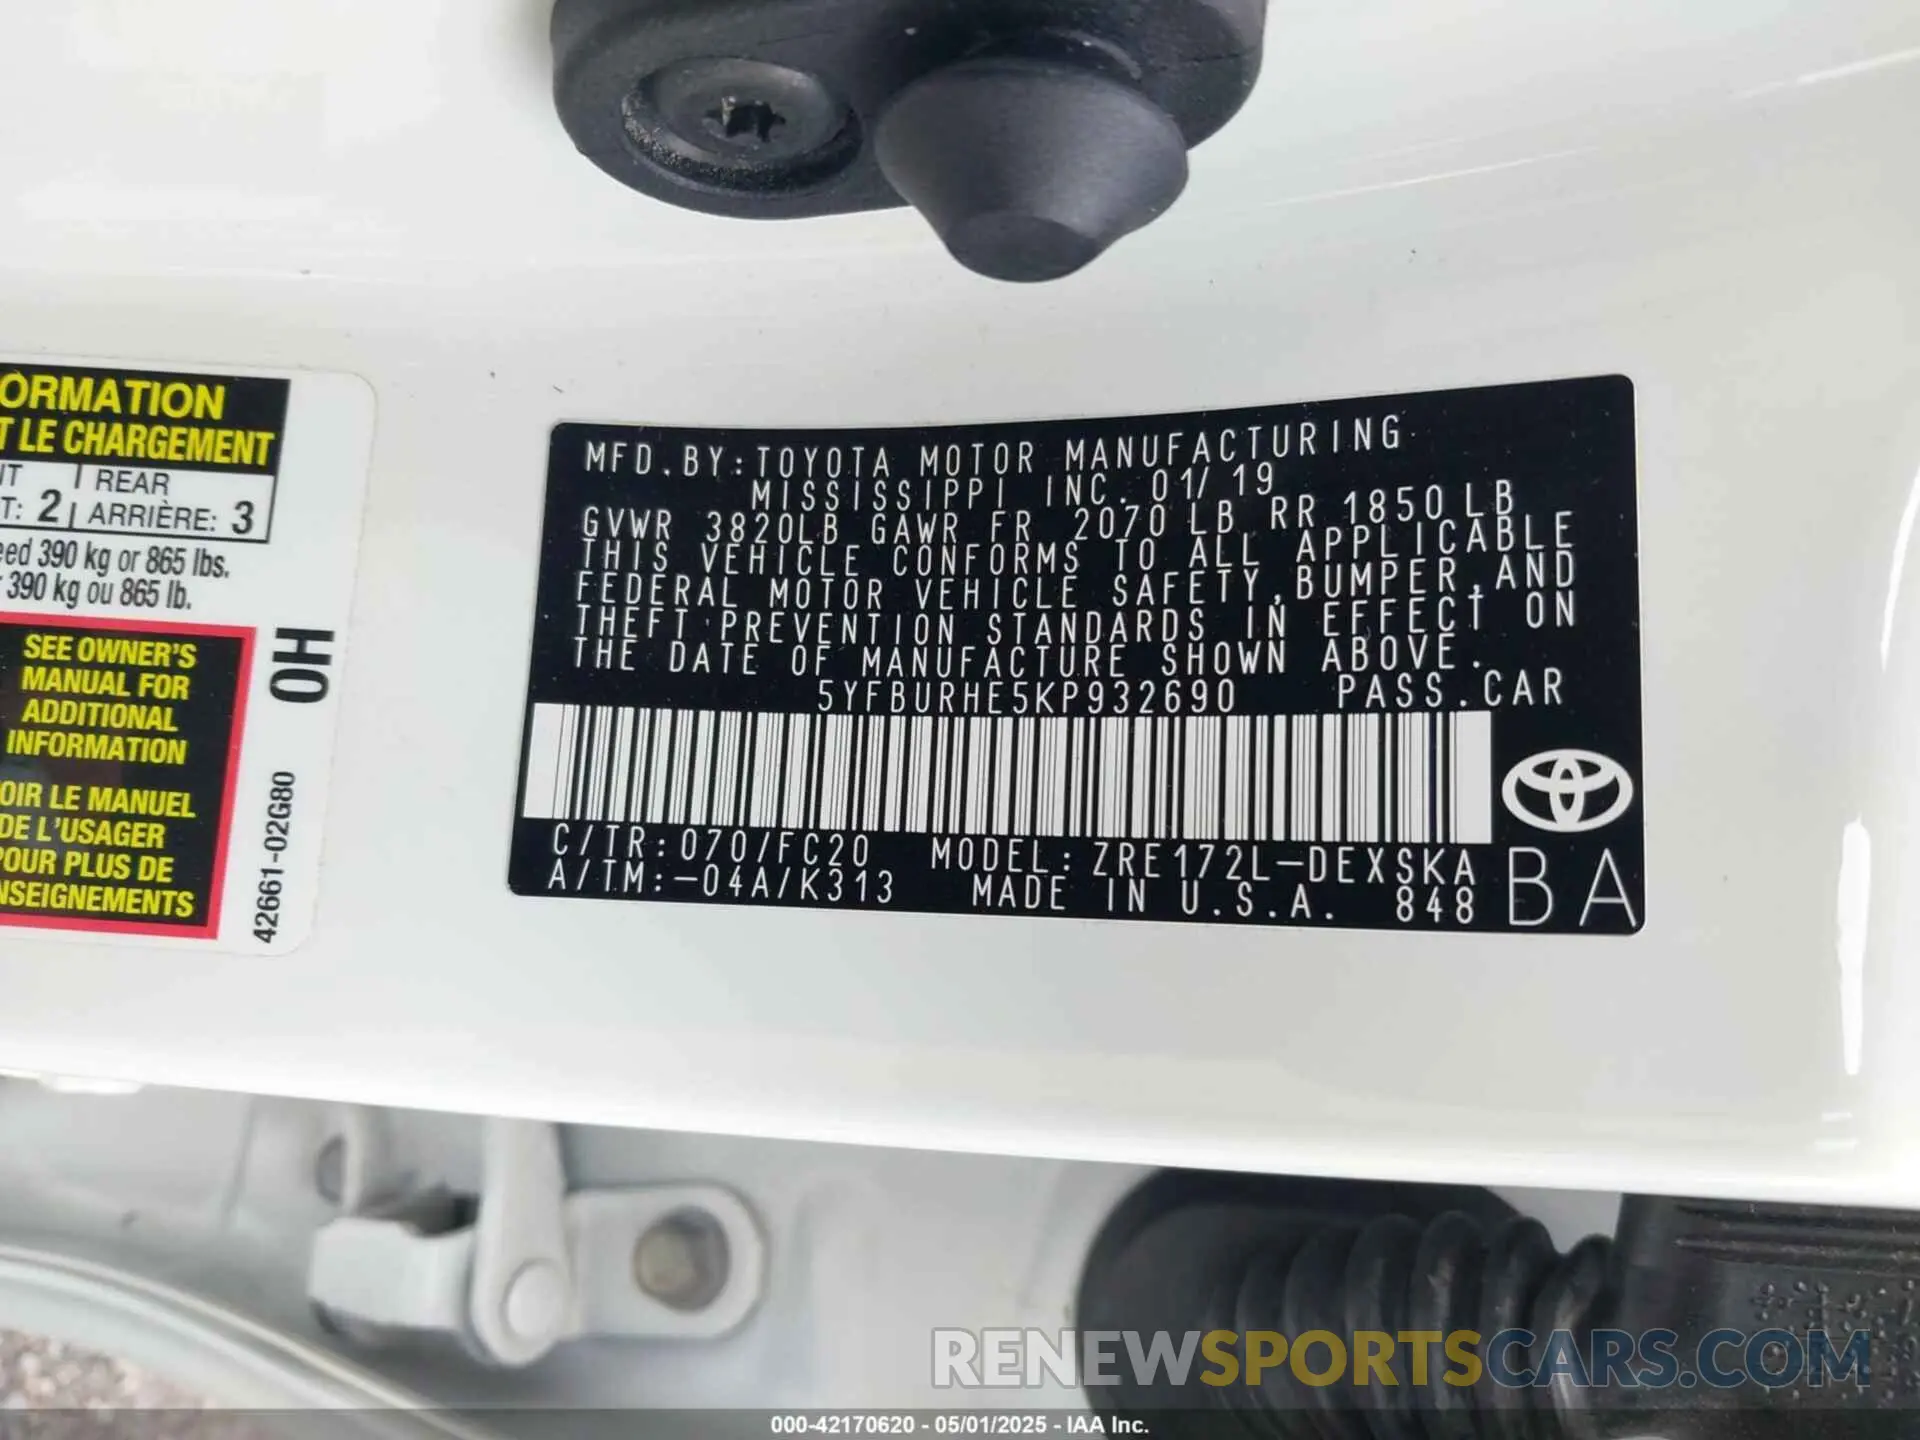 ORMATION
T LE CHARGEMENT
NT REAR
T: 2 ARRIÈRE: 3
eed 390 kg or 865 lbs.
390 kg ou 865 lb.
SEE OWNER'S
MANUAL FOR
ADDITIONAL
INFORMATION
OIR LE MANUEL
DE L'USAGER
POUR PLUS DE
NSEIGNEMENTS
0H
42661-02G80
MFD.BY:TOYOTA MOTOR MANUFACTURING
MISSISSIPPI INC. 01/19
GVWR 3820LB GAWR FR 2070 LB RR 1850 LB
THIS VEHICLE CONFORMS TO ALL APPLICABLE
FEDERAL MOTOR VEHICLE SAFETY,BUMPER,AND
THEFT PREVENTION STANDARDS IN EFFECT ON
THE DATE OF MANUFACTURE SHOWN ABOVE.
5YFBURHE5KP932690 PASS.CAR
C/TR:070/FC20 MODEL:ZRE172L-DEXSKA
A/TM:-04A/K313 MADE IN U.S.A. 848
BA
RENEWSPORTSCARS.COM
000-42170620 - 05/01/2025 - IAA Inc.